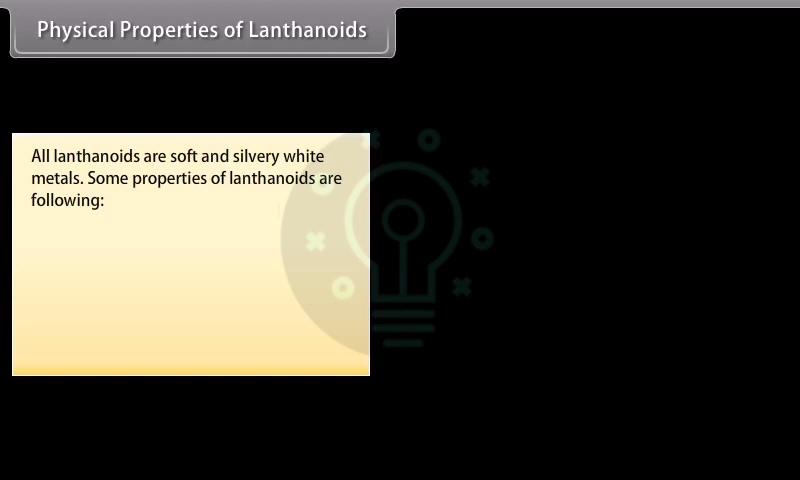 Physical Properties of Lanthanoids
All lanthanoids are soft and silvery white
metals. Some properties of lanthanoids are
following: